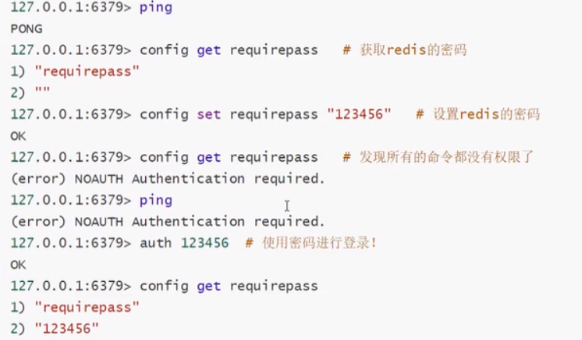 127.0.0.1:6379> ping
PONG
127.0.0.1:6379> config get requirepass   # 获取redis的密码
1) "requirepass"
2) ""
127.0.0.1:6379> config set requirepass "123456"   # 设置redis的密码
OK
127.0.0.1:6379> config get requirepass   # 发现所有的命令都没有权限了
(error) NOAUTH Authentication required.
127.0.0.1:6379> ping
(error) NOAUTH Authentication required.
127.0.0.1:6379> auth 123456  # 使用密码进行登录！
OK
127.0.0.1:6379> config get requirepass
1) "requirepass"
2) "123456"